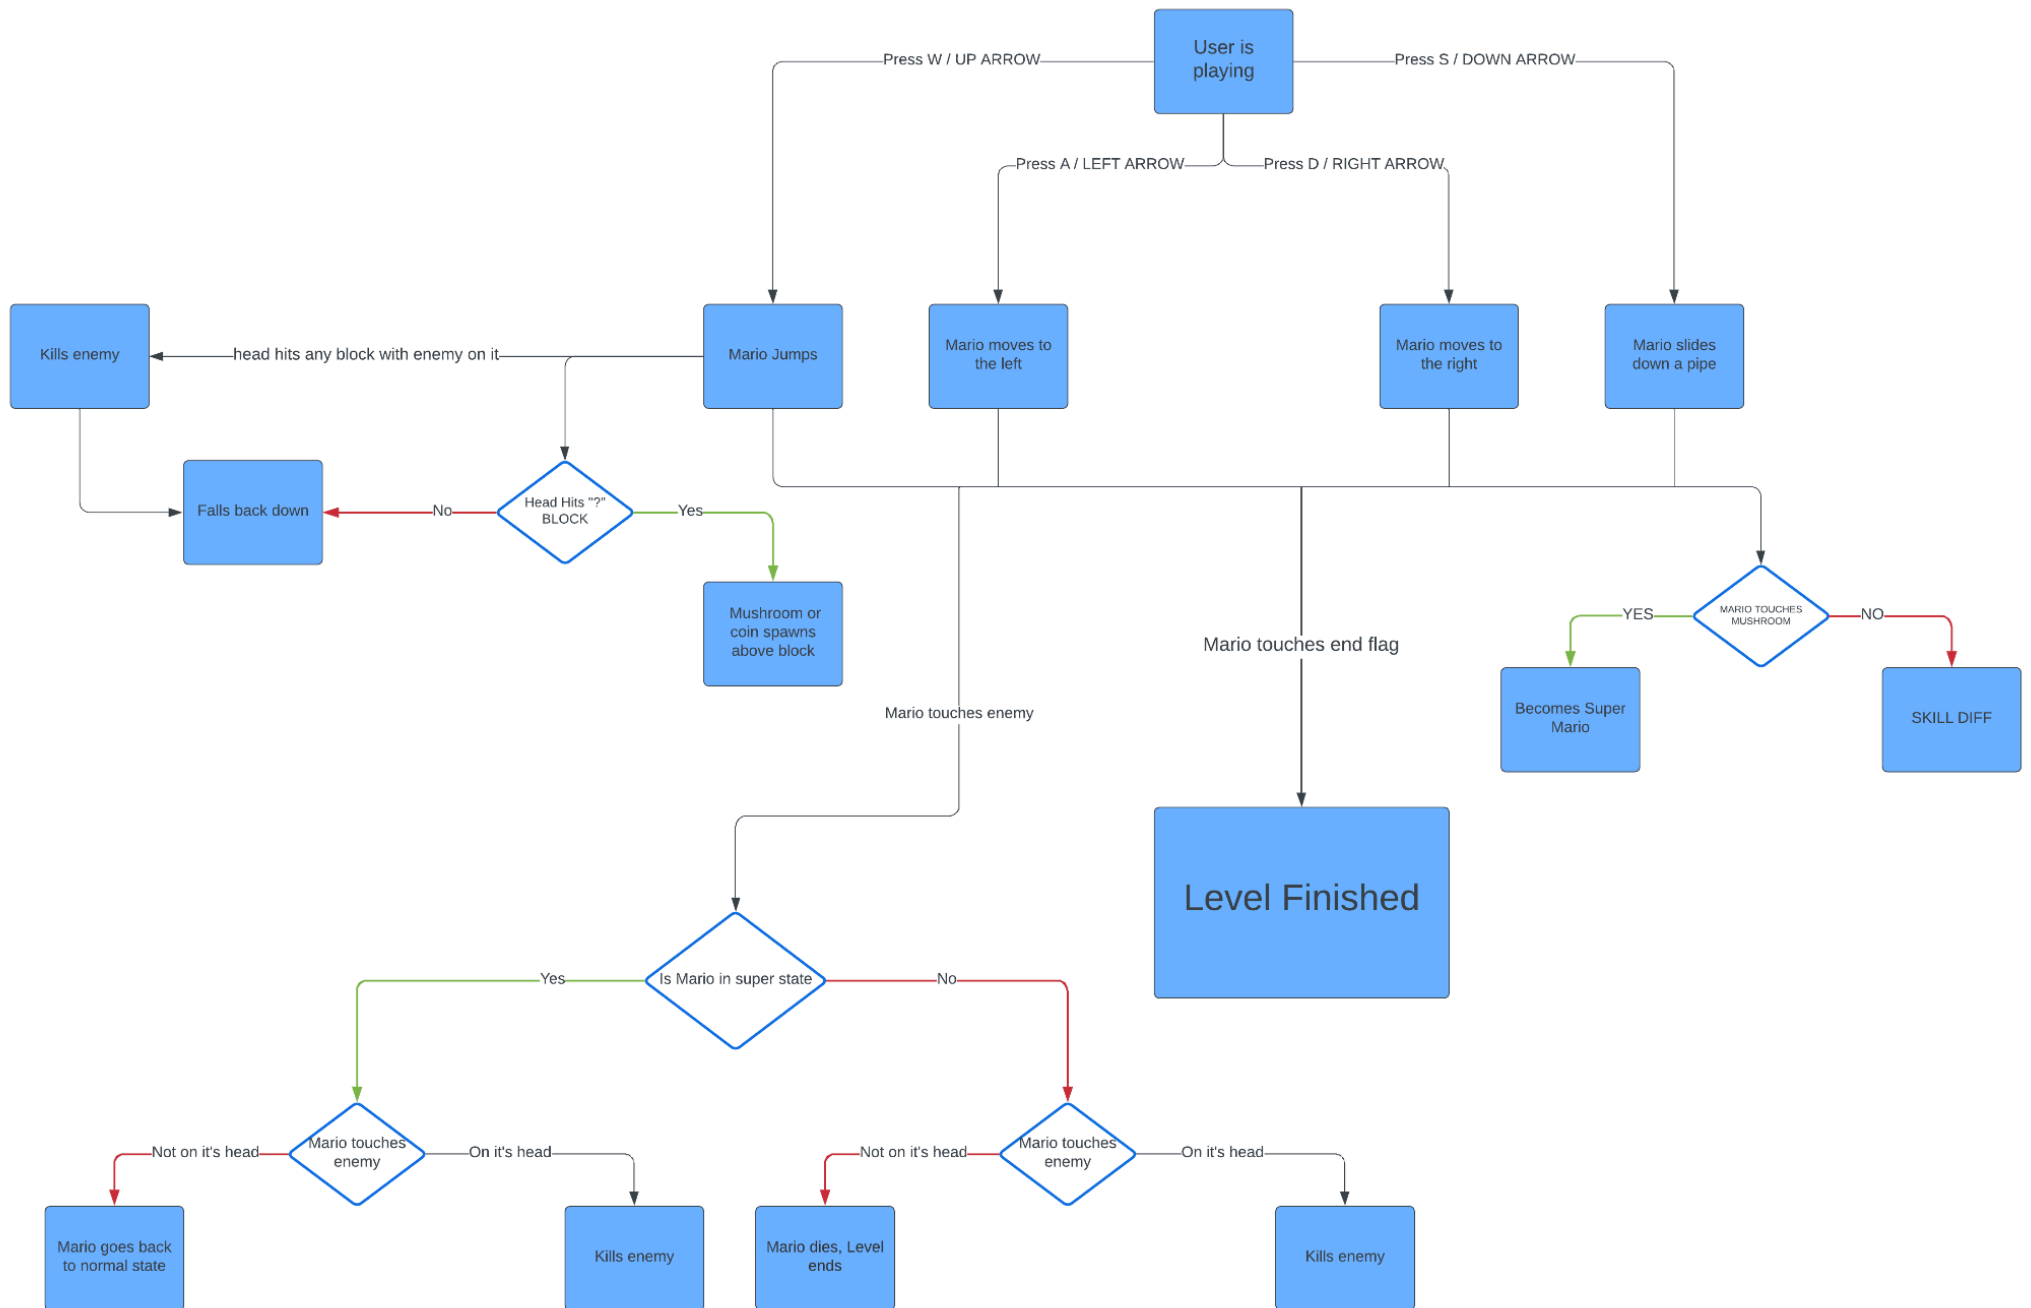 User is
playing
Press W / UP ARROW
Press S / DOWN ARROW
Press A / LEFT ARROW
Press D / RIGHT ARROW
Kills enemy
head hits any block with enemy on it
Mario Jumps
Mario moves to
the left
Mario moves to
the right
Mario slides
down a pipe
Falls back down
No
Head Hits "?"
BLOCK
Yes
Mushroom or
coin spawns
above block
YES
MARIO TOUCHES
MUSHROOM
NO
Mario touches end flag
Becomes Super
Mario
SKILL DIFF
Mario touches enemy
Level Finished
Yes
Is Mario in super state
No
Not on it's head
Mario touches
enemy
On it's head
Not on it's head
Mario touches
enemy
On it's head
Mario goes back
to normal state
Kills enemy
Mario dies, Level
ends
Kills enemy